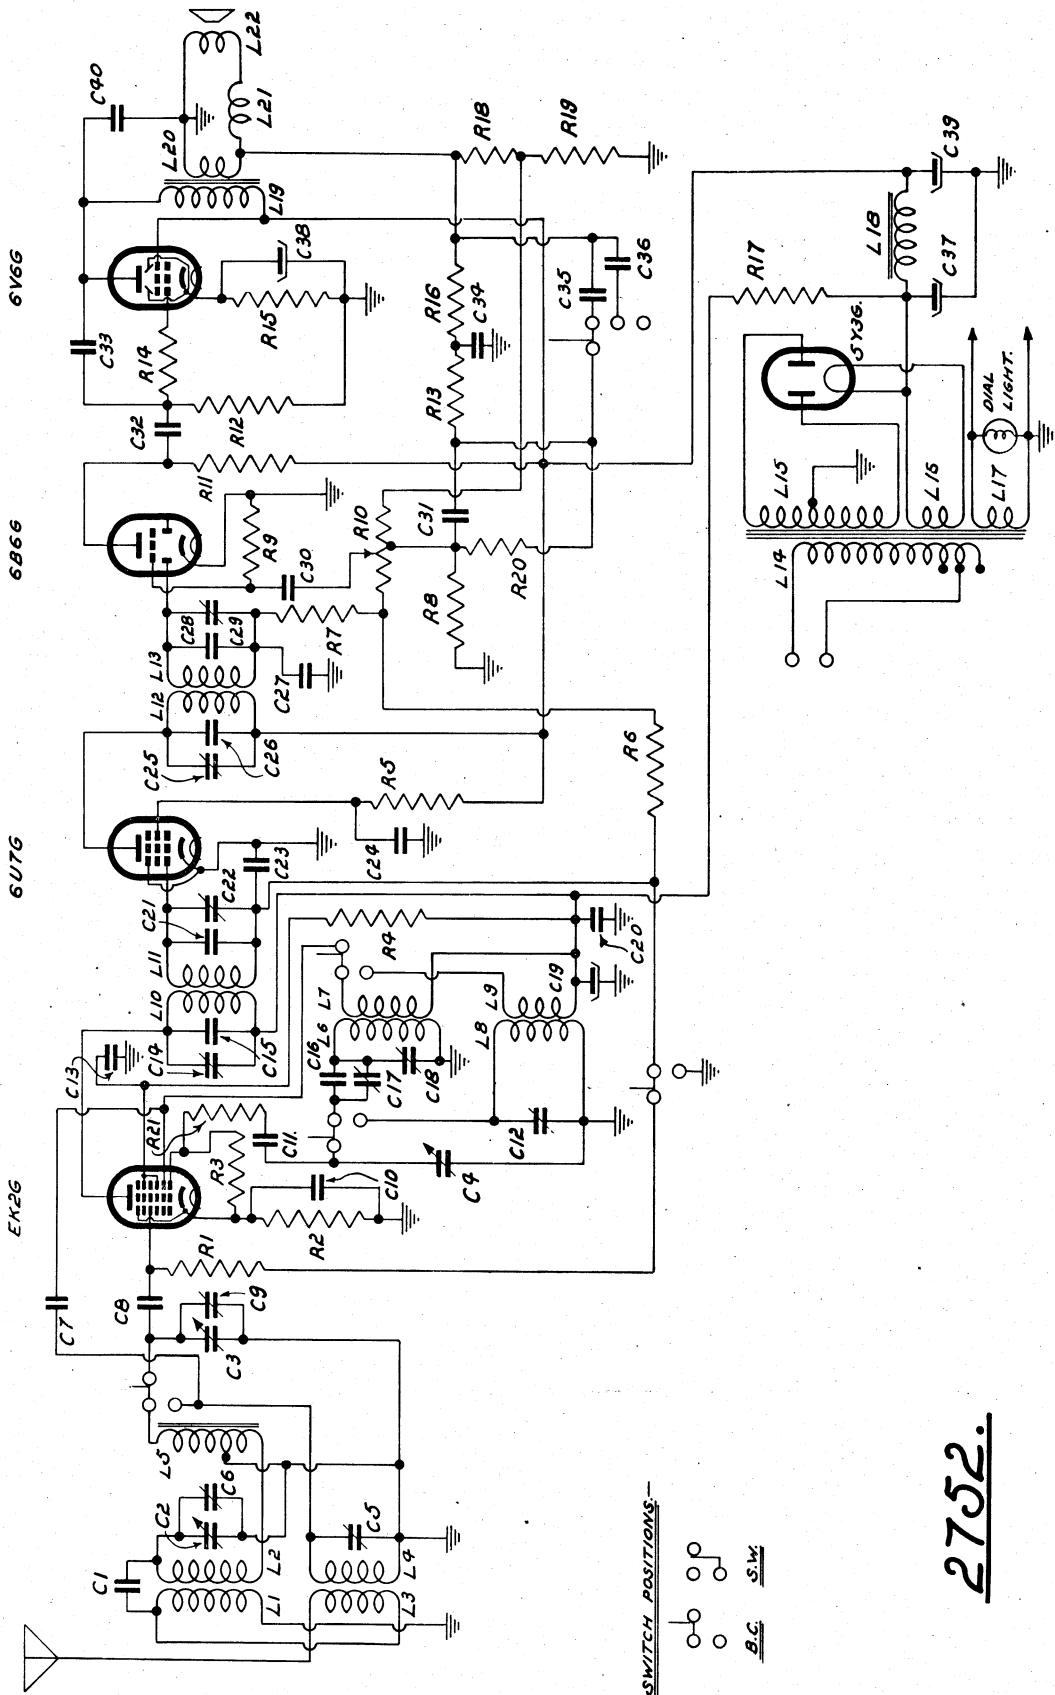 EK2G
6U7G
6B6G
6V6G
C1
C2
C6
L5
L2
L1
L4
L3
C5
C7
C8
C9
C3
R1
R2
R3
C10
R21
C11.
C13
C14
C15
L10
L11
C21
C22
C23
C16
C17
C18
L6
L7
L8
L9
C12
C4
R4
C19
C20
C24
R5
R6
C25
C26
L12
L13
C28
C29
C27
R7
R8
R9
C30
R10
R20
C31
R11
R12
C32
C33
R14
R15
C38
R13
R16
C34
C35
C36
C40
L19
L20
L21
L22
R18
R19
R17
L18
C37
C39
5Y3G.
L14
L15
L16
L17
DIAL
LIGHT.
SWITCH POSITIONS.—
B.C.
S.W.
2752.